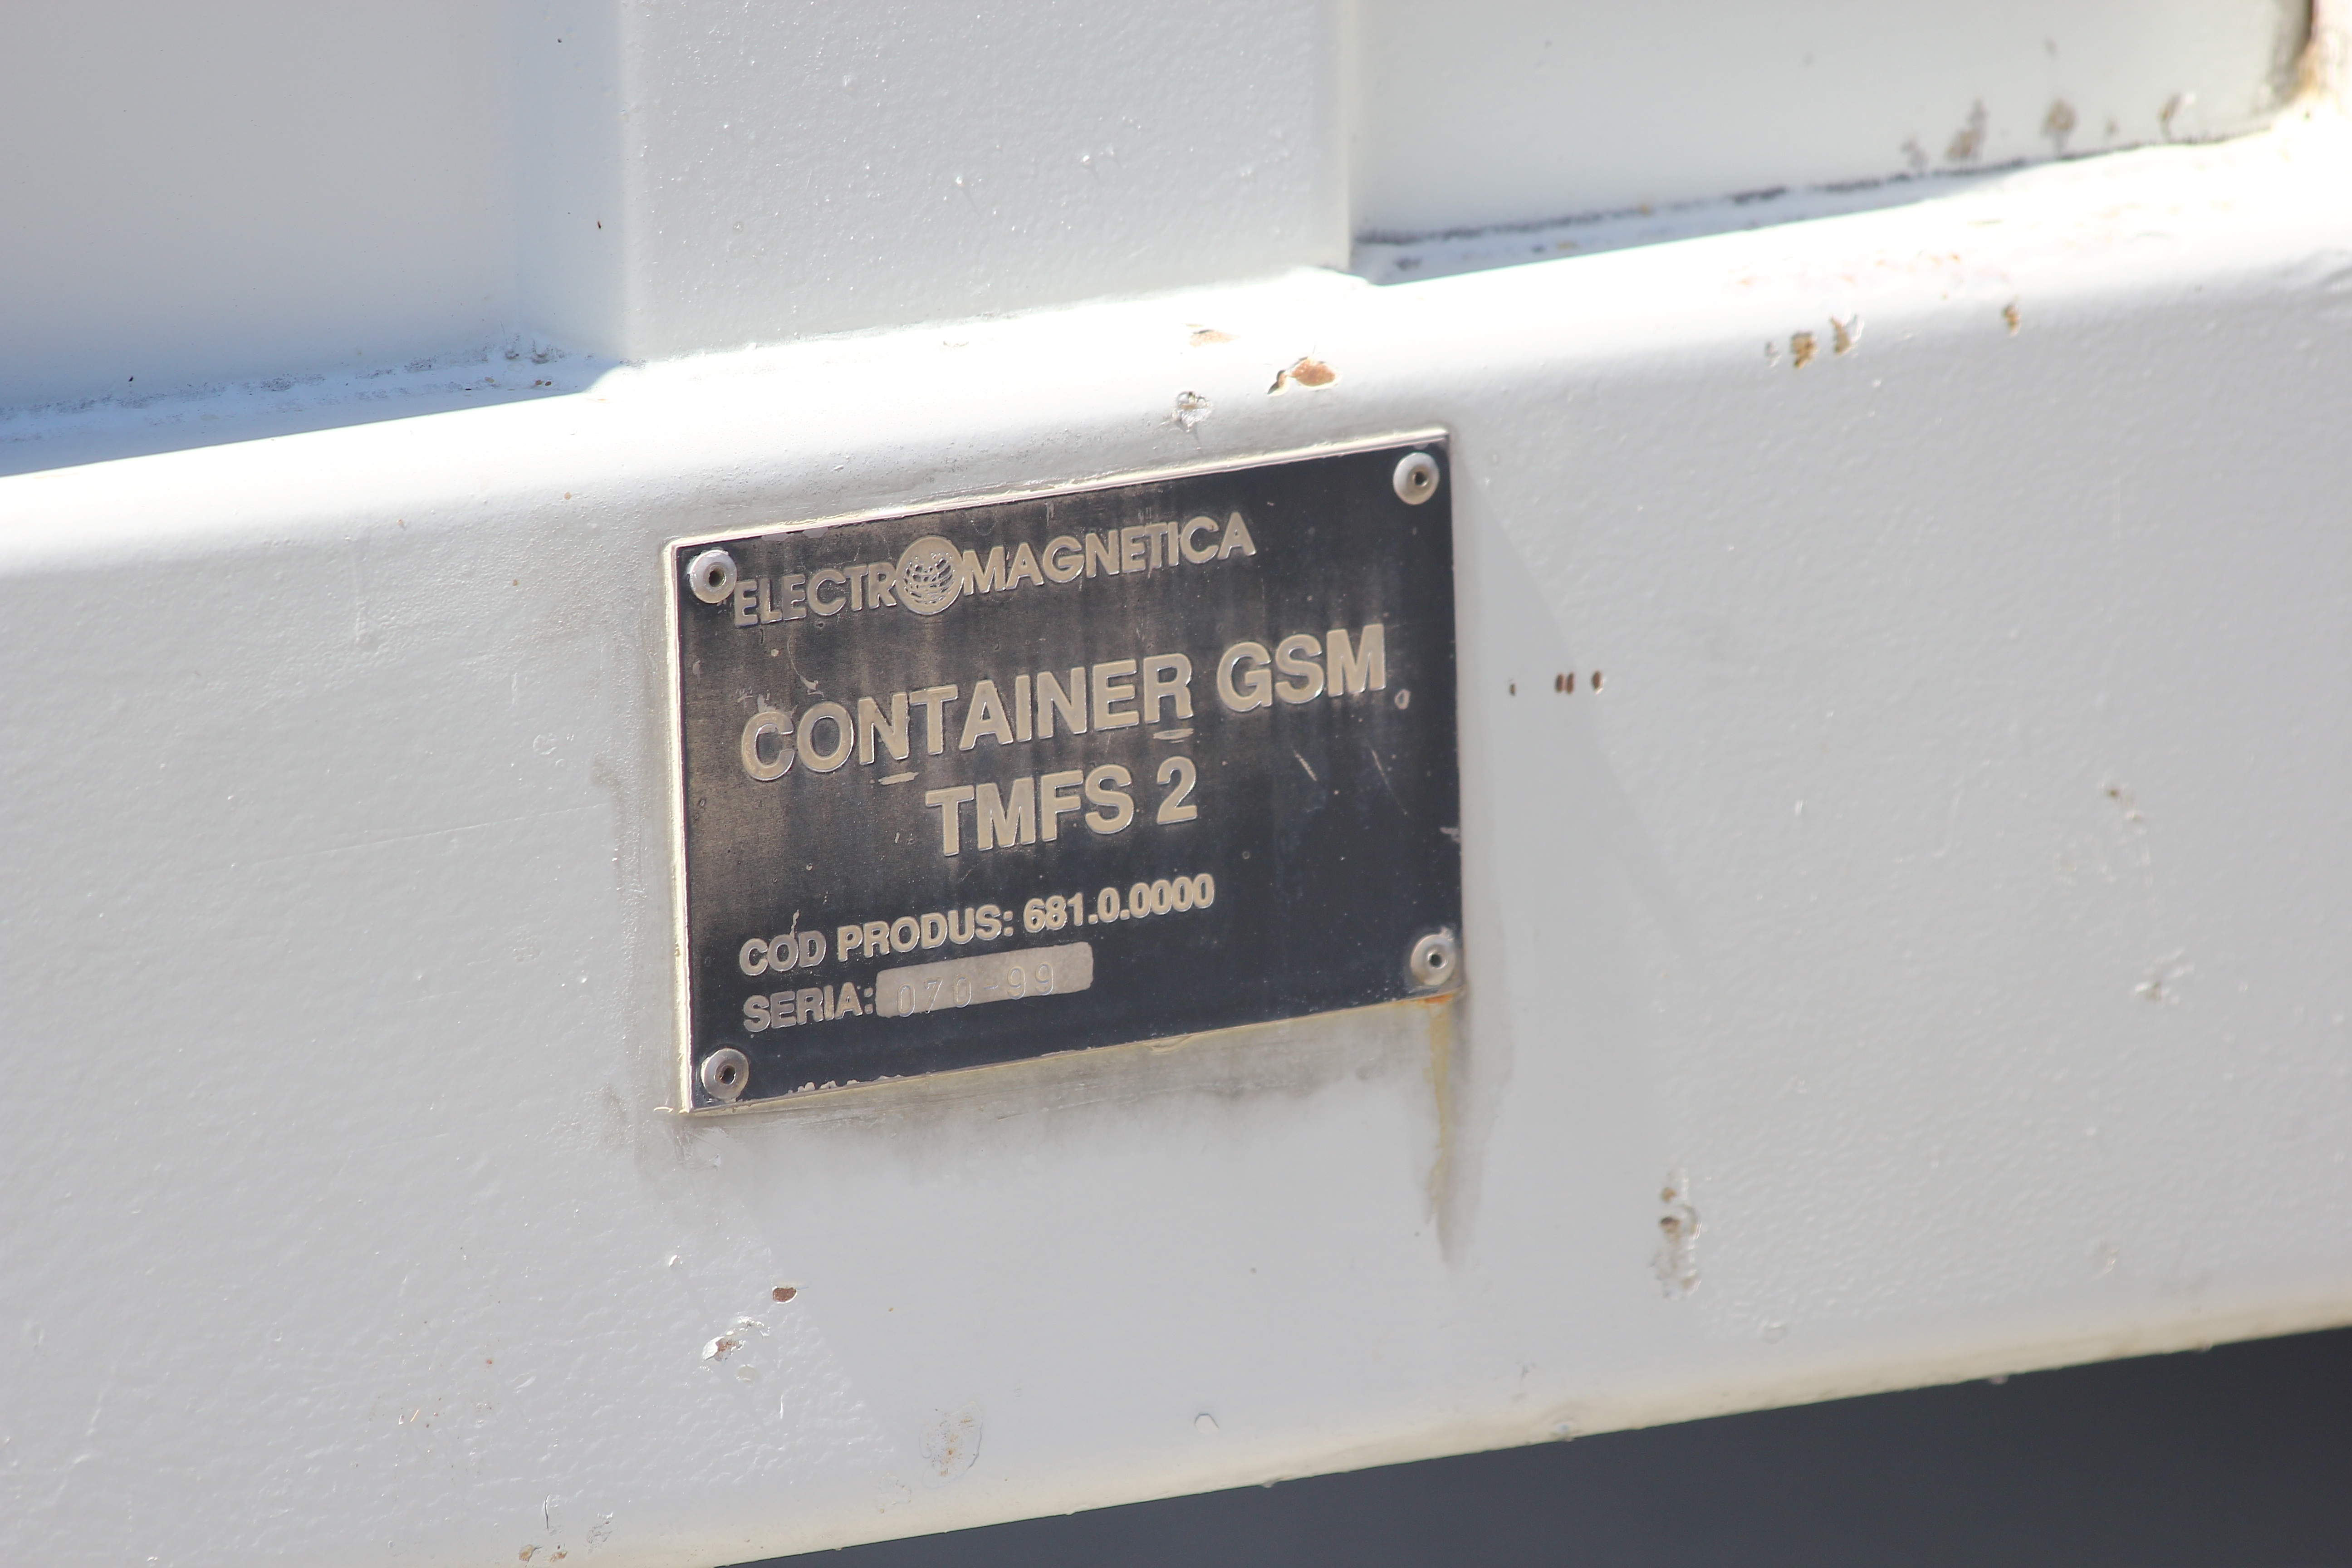 ELECTROMAGNETICA
CONTAINER GSM
TMFS 2
COD PRODUS: 681.0.0000
SERIA: 070-99